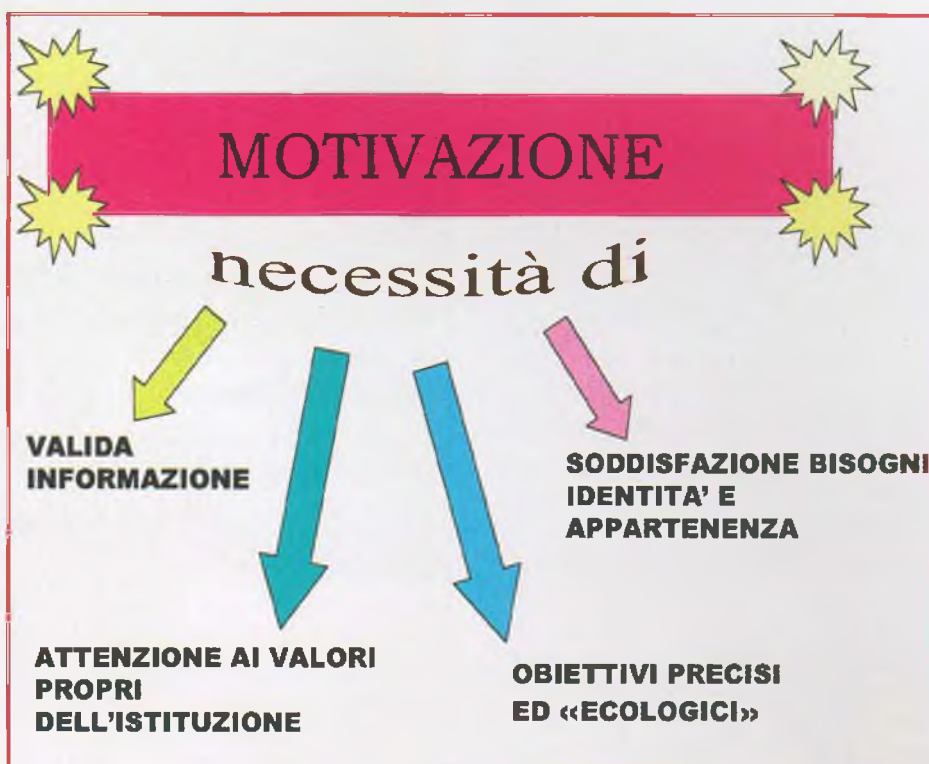 MOTIVAZIONE
necessità di
VALIDA
INFORMAZIONE
SODDISFAZIONE BISOGNI
IDENTITA' E
APPARTENENZA
ATTENZIONE AI VALORI
PROPRI
DELL'ISTITUZIONE
OBIETTIVI PRECISI
ED «ECOLOGICI»